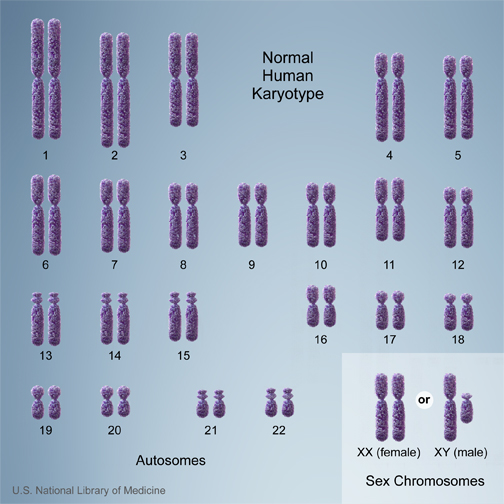 Normal
Human
Karyotype
1 2 3 4 5
6 7 8 9 10 11 12
13 14 15 16 17 18
19 20 21 22
or
XX (female) XY (male)
Autosomes
Sex Chromosomes
U.S. National Library of Medicine